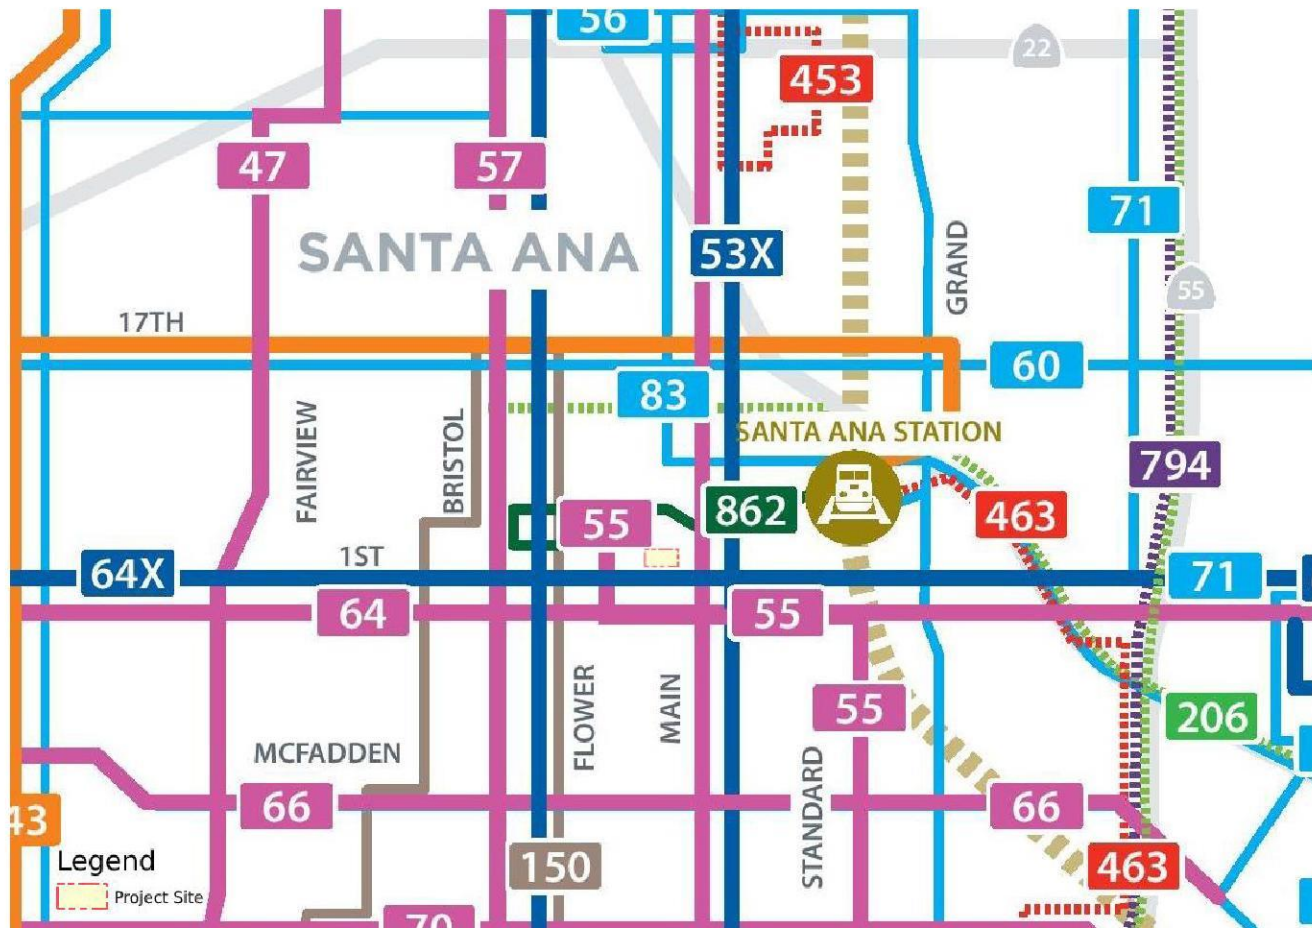 56
22
453
47
57
71
SANTA ANA
53X
GRAND
55
17TH
60
83
FAIRVIEW
BRISTOL
SANTA ANA STATION
794
862
55
463
1ST
64X
71
64
55
FLOWER
MAIN
55
206
MCFADDEN
STANDARD
66
66
43
Legend
150
463
Project Site
70